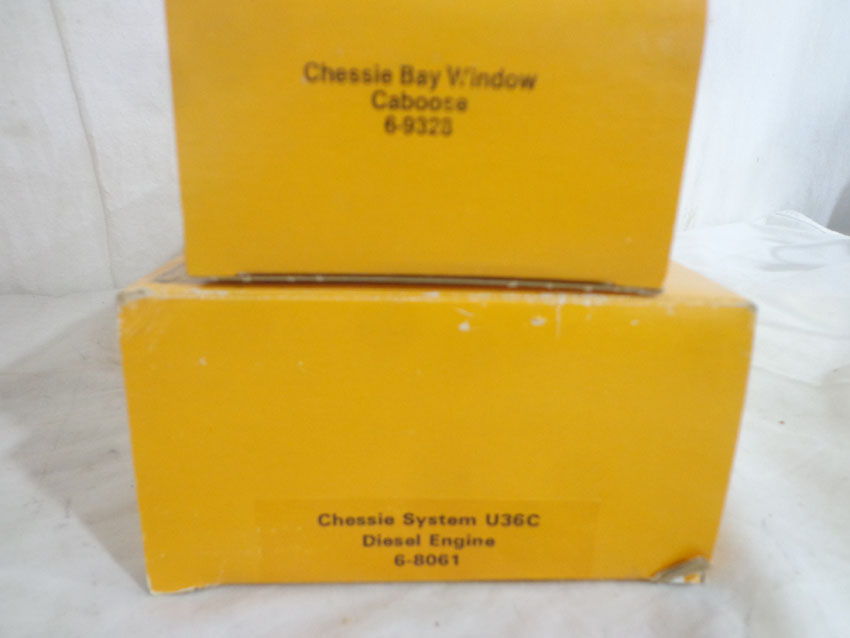 Chessie Bay Window
Caboose
6-9328
Chessie System U36C
Diesel Engine
6-8061